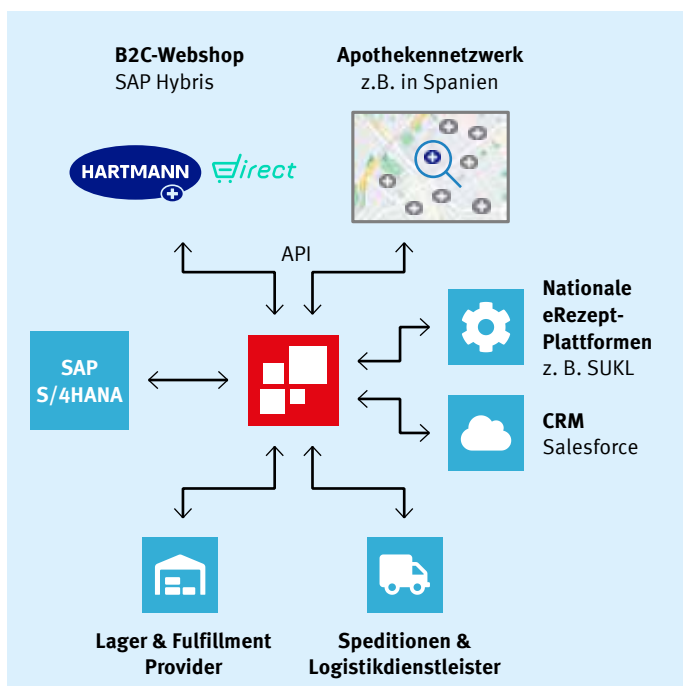 B2C-Webshop
SAP Hybris
Apothekennetzwerk
z.B. in Spanien
HARTMANN
direct
API
Nationale
eRezept-
Plattformen
z. B. SUKL
SAP
S/4HANA
CRM
Salesforce
Lager & Fulfillment
Provider
Speditionen &
Logistikdienstleister